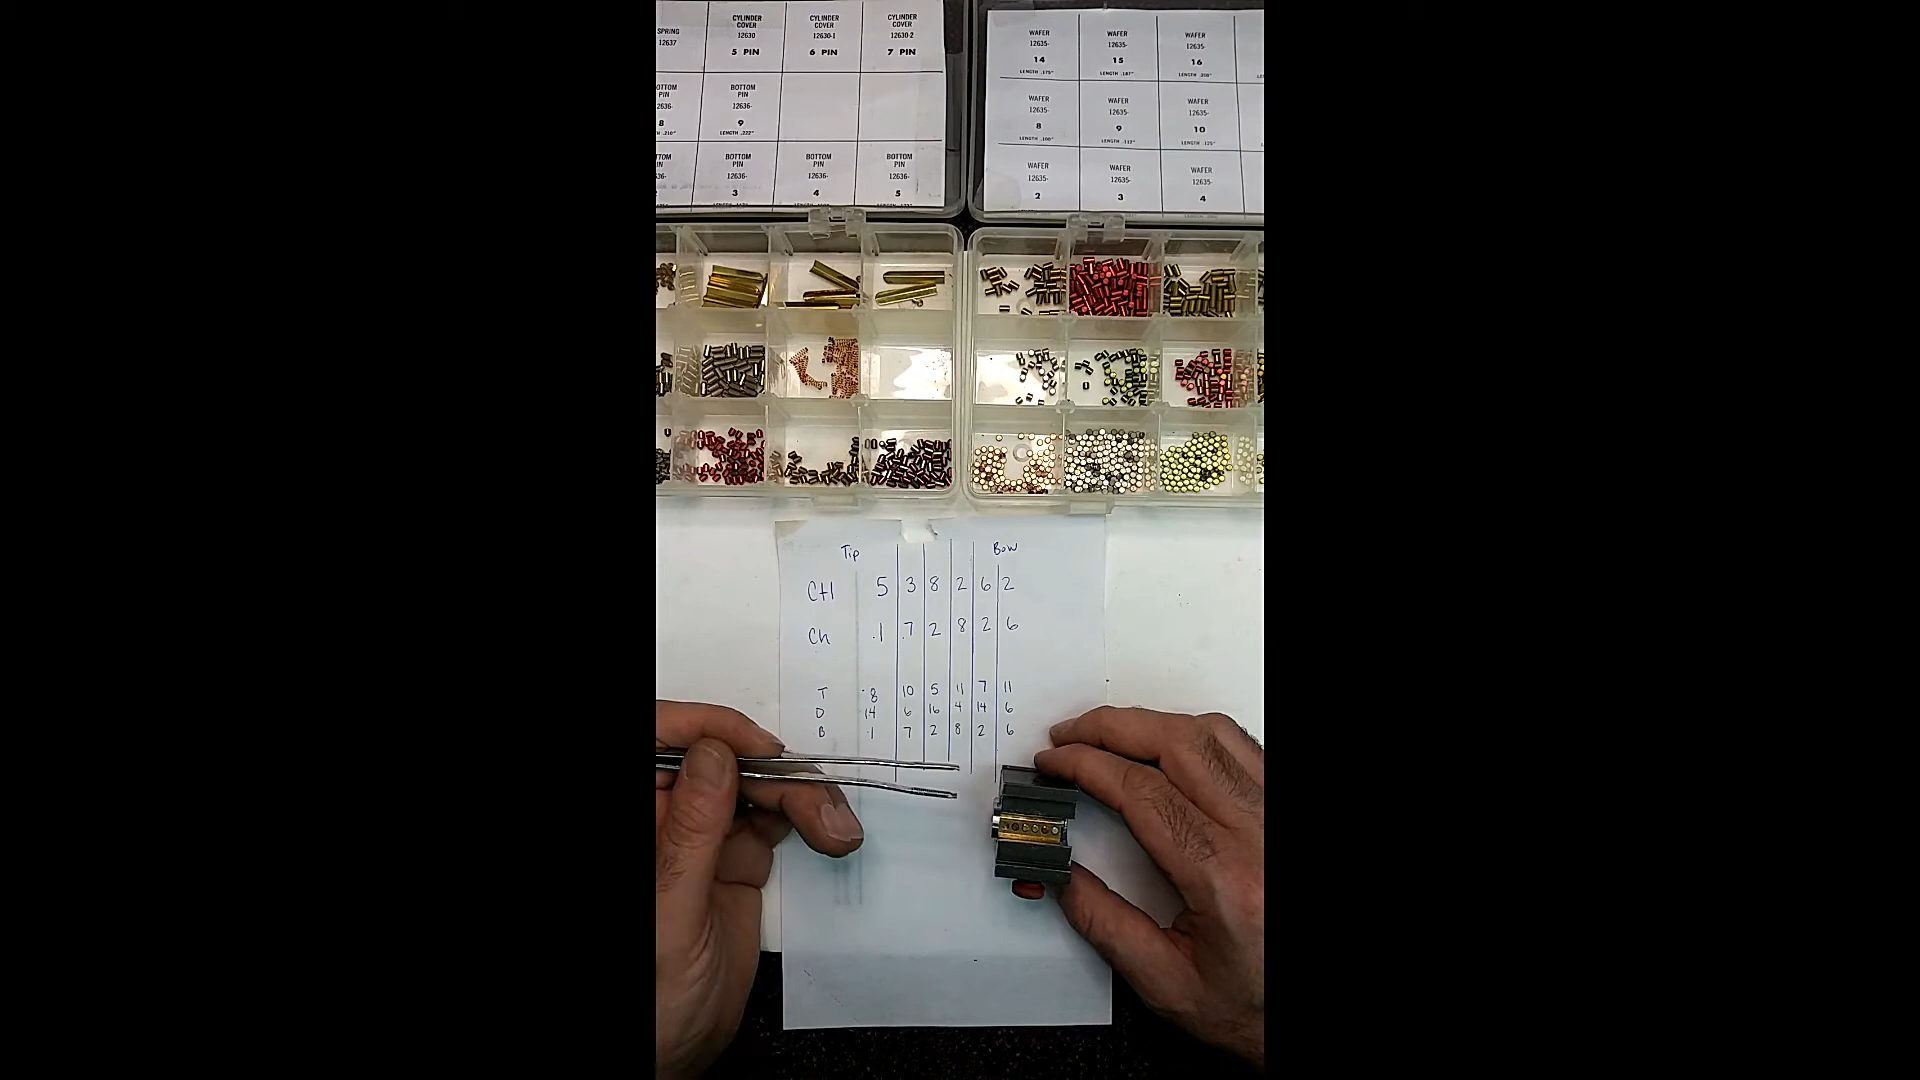 SPRING
12637
CYLINDER
COVER
12630
5 PIN
CYLINDER
COVER
12630-1
6 PIN
CYLINDER
COVER
12630-2
7 PIN
BOTTOM
PIN
12636-
9
LENGTH .222"
BOTTOM
PIN
12636-
3
BOTTOM
PIN
12636-
4
BOTTOM
PIN
12636-
5
WAFER
12635-
14
LENGTH .175"
WAFER
12635-
15
LENGTH .187"
WAFER
12635-
16
LENGTH .200"
WAFER
12635-
8
LENGTH .100"
WAFER
12635-
9
LENGTH .112"
WAFER
12635-
10
LENGTH .125"
WAFER
12635-
2
WAFER
12635-
3
WAFER
12635-
4
Tip Bow
Ctl 5 3 8 2 6 2
Ch .1 .7 2 8 2 6
T 8 10 5 11 7 11
D 14 6 16 4 14 6
B 1 7 2 8 2 6